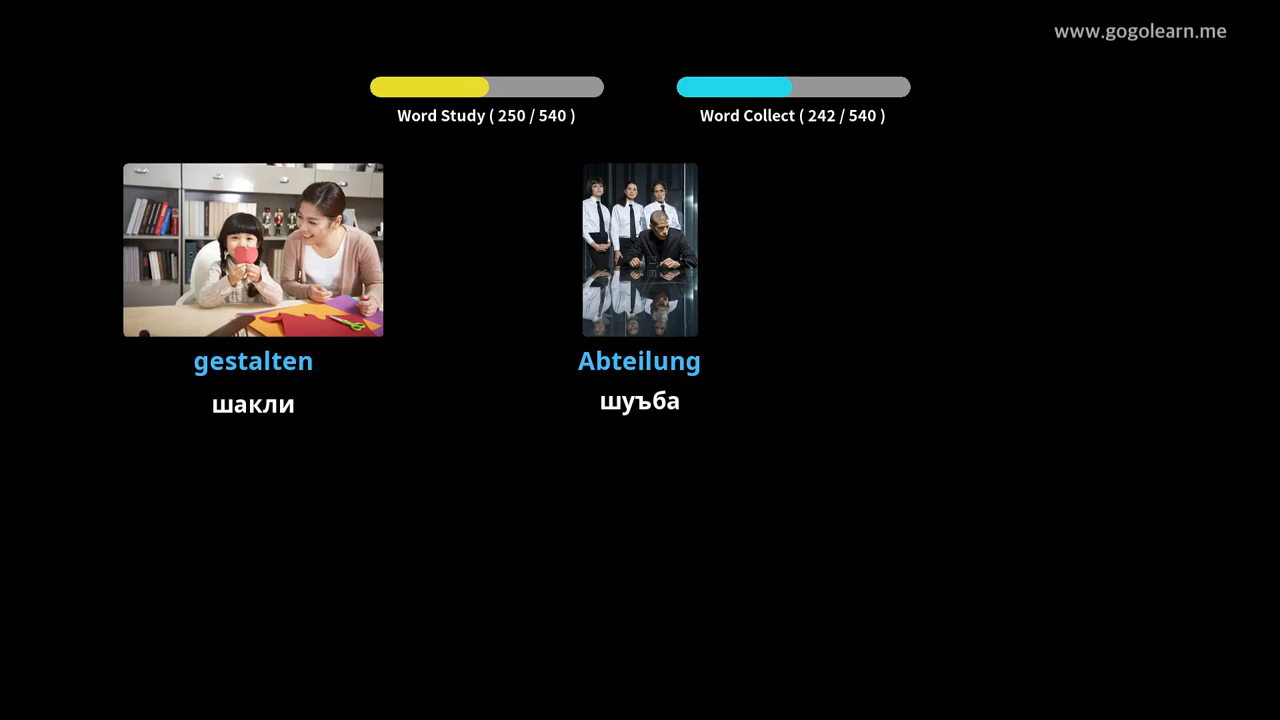 www.gogolearn.me
Word Study ( 250 / 540 )
Word Collect ( 242 / 540 )
gestalten
шакли
Abteilung
шуъба